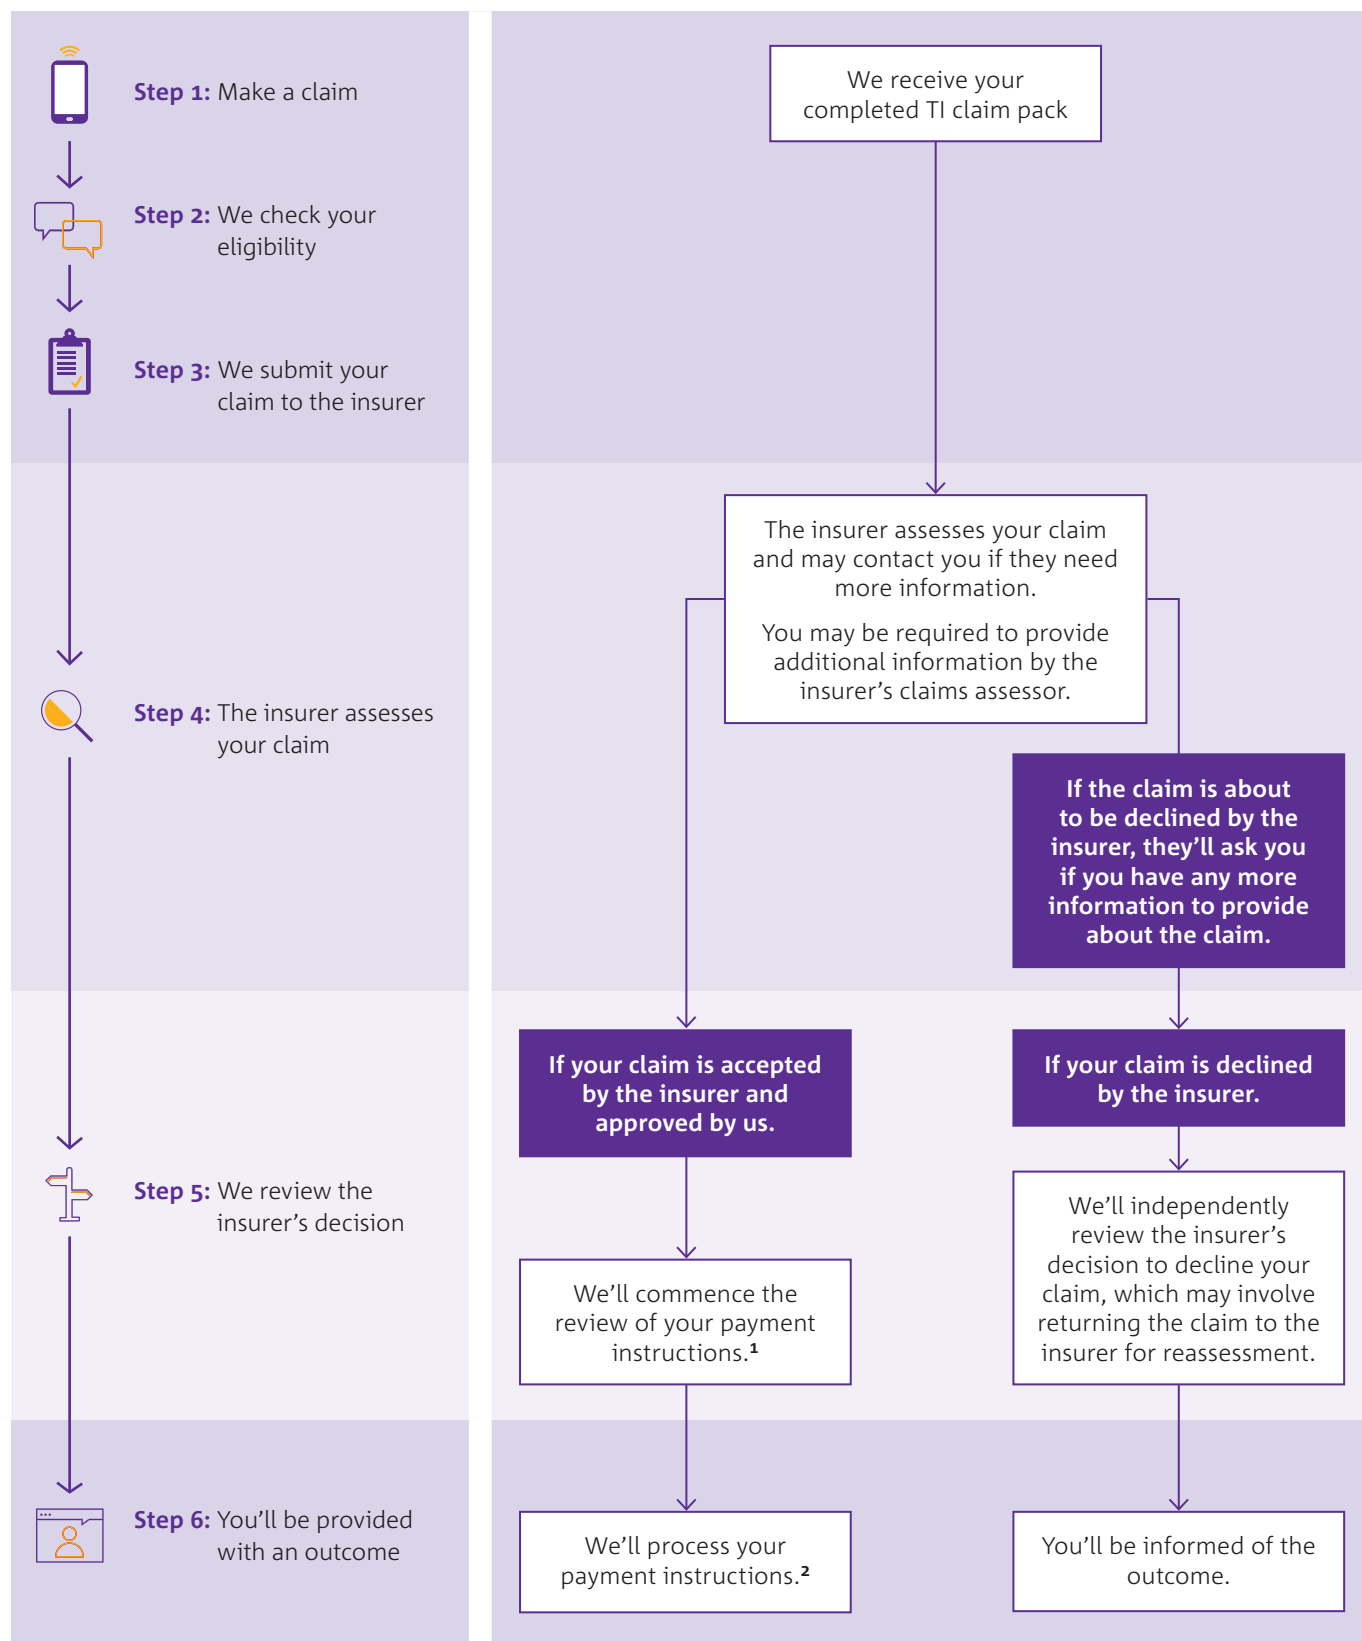 Step 1: Make a claim
Step 2: We check your
eligibility
Step 3: We submit your
claim to the insurer
Step 4: The insurer assesses
your claim
Step 5: We review the
insurer’s decision
Step 6: You’ll be provided
with an outcome
We receive your
completed TI claim pack
The insurer assesses your claim
and may contact you if they need
more information.
You may be required to provide
additional information by the
insurer’s claims assessor.
If the claim is about
to be declined by the
insurer, they’ll ask you
if you have any more
information to provide
about the claim.
If your claim is accepted
by the insurer and
approved by us.
We’ll commence the
review of your payment
instructions.¹
We’ll process your
payment instructions.²
If your claim is declined
by the insurer.
We’ll independently
review the insurer’s
decision to decline your
claim, which may involve
returning the claim to the
insurer for reassessment.
You’ll be informed of the
outcome.